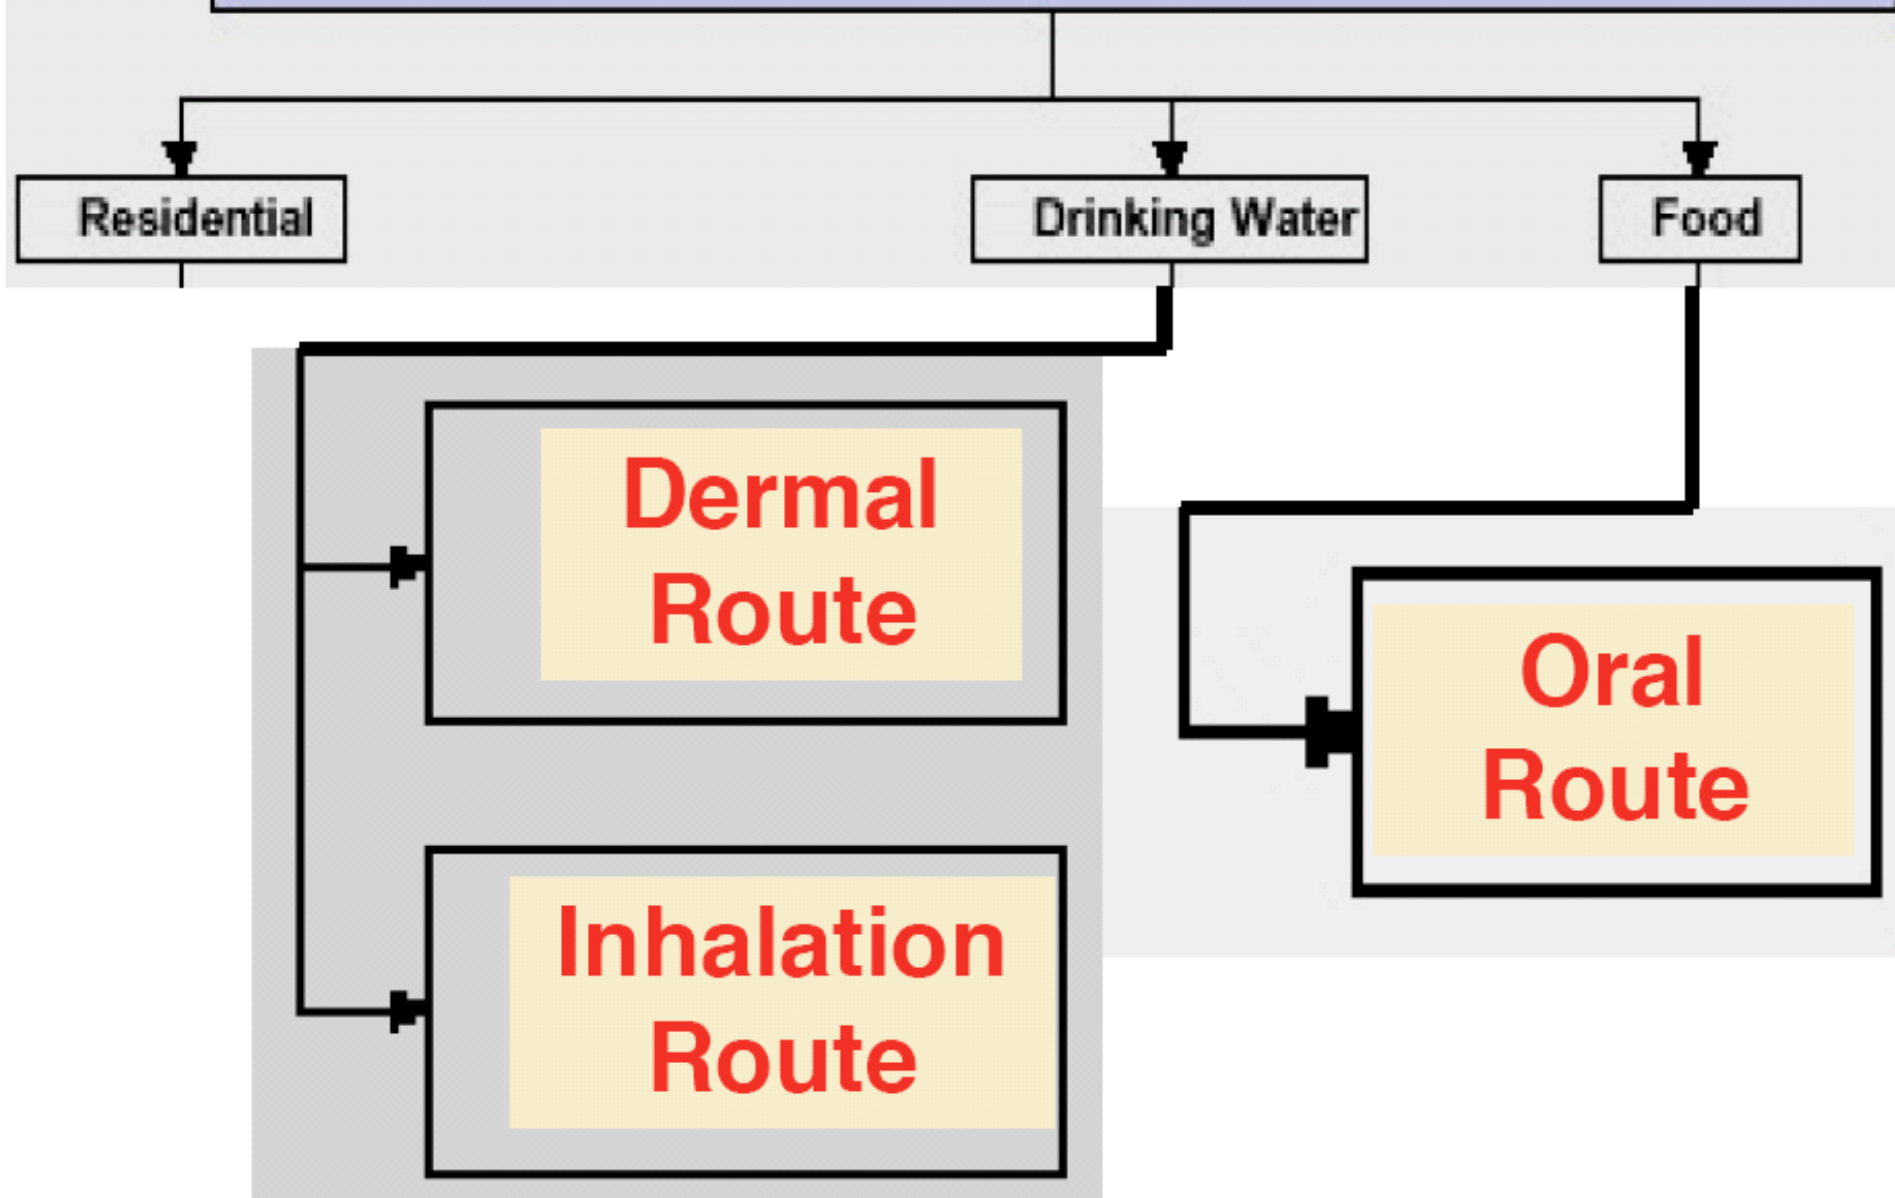 Residential
Drinking Water
Food
Dermal
Route
Oral
Route
Inhalation
Route